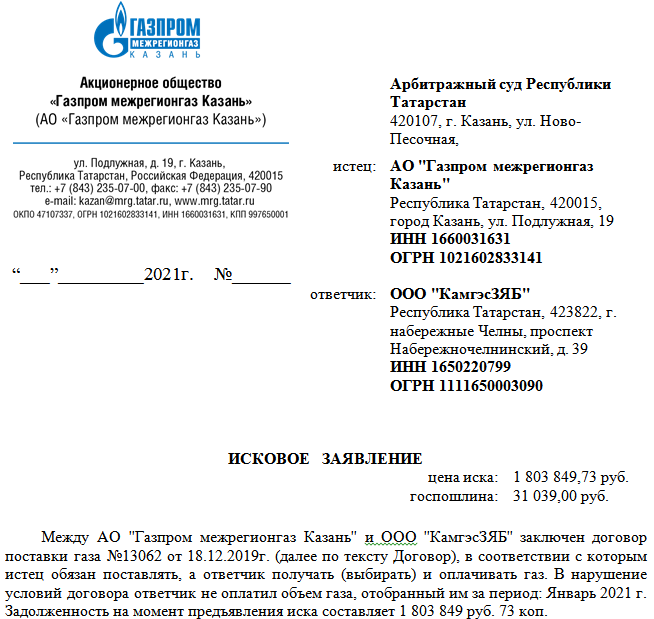 ГАЗПРОМ
МЕЖРЕГИОНГАЗ
КАЗАНЬ
Акционерное общество
«Газпром межрегионгаз Казань»
(АО «Газпром межрегионгаз Казань»)
ул. Подлужная, д. 19, г. Казань,
Республика Татарстан, Российская Федерация, 420015
тел.: +7 (843) 235-07-00, факс: +7 (843) 235-07-90
e-mail: kazan@mrg.tatar.ru, www.mrg.tatar.ru
ОКПО 47107337, ОГРН 1021602833141, ИНН 1660031631, КПП 997650001
“___”__________2021г. №_______
Арбитражный суд Республики
Татарстан
420107, г. Казань, ул. Ново-
Песочная,
истец: АО "Газпром межрегионгаз
Казань"
Республика Татарстан, 420015,
город Казань, ул. Подлужная, 19
ИНН 1660031631
ОГРН 1021602833141
ответчик: ООО "КамгэсЗЯБ"
Республика Татарстан, 423822, г.
набережные Челны, проспект
Набережночелнинский, д. 39
ИНН 1650220799
ОГРН 1111650003090
ИСКОВОЕ ЗАЯВЛЕНИЕ
цена иска: 1 803 849,73 руб.
госпошлина: 31 039,00 руб.
Между АО "Газпром межрегионгаз Казань" и ООО "КамгэсЗЯБ" заключен договор
поставки газа №13062 от 18.12.2019г. (далее по тексту Договор), в соответствии с которым
истец обязан поставлять, а ответчик получать (выбирать) и оплачивать газ. В нарушение
условий договора ответчик не оплатил объем газа, отобранный им за период: Январь 2021 г.
Задолженность на момент предъявления иска составляет 1 803 849 руб. 73 коп.